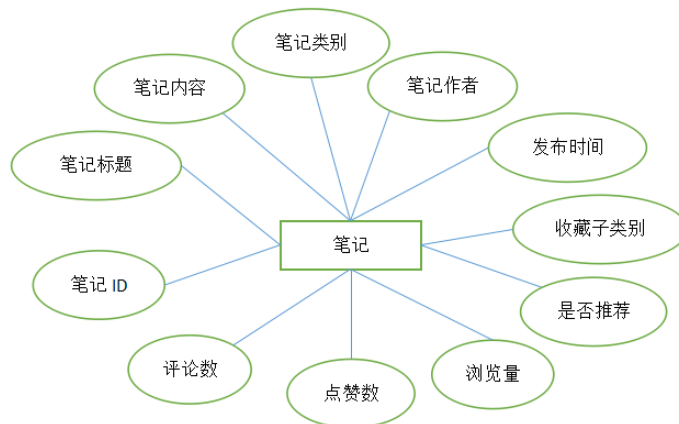 笔记类别
笔记内容
笔记作者
笔记标题
发布时间
收藏子类别
笔记
笔记 ID
是否推荐
评论数
点赞数
浏览量